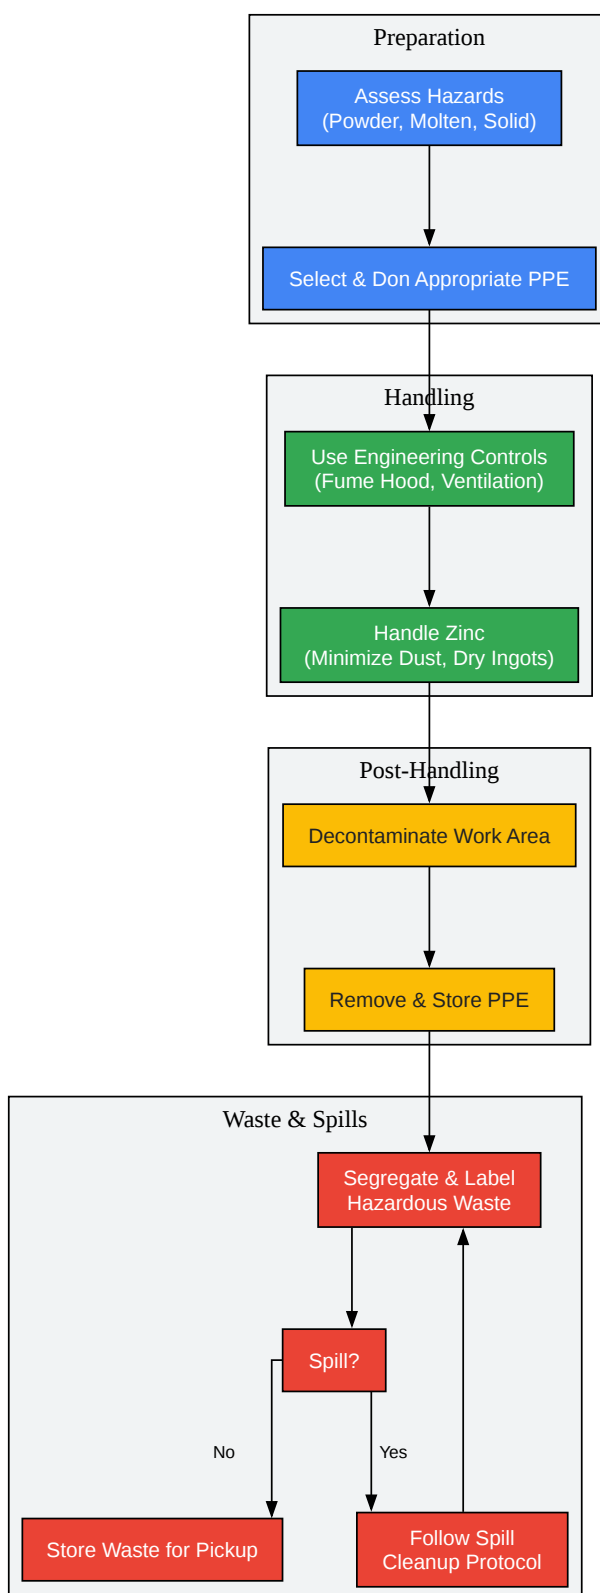 Preparation
Assess Hazards
(Powder, Molten, Solid)
Select & Don Appropriate PPE
Handling
Use Engineering Controls
(Fume Hood, Ventilation)
Handle Zinc
(Minimize Dust, Dry Ingots)
Post-Handling
Decontaminate Work Area
Remove & Store PPE
Waste & Spills
Segregate & Label
Hazardous Waste
Spill?
No
Yes
Store Waste for Pickup
Follow Spill
Cleanup Protocol